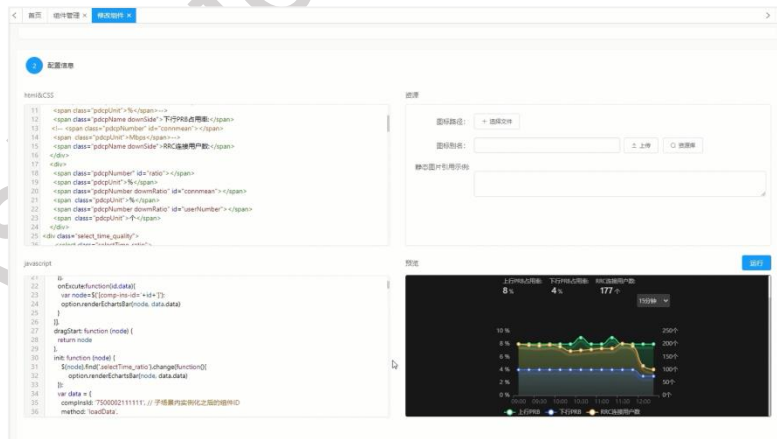 首页
组件管理 ×
修改组件 ×
2 配置信息
html&CSS
11 <span class="pdcpUnit">%</span>-->
12 <span class="pdcpName downSide">下行PRB占用率:</span>
13 <!-- <span class="pdcpNumber" id="connmean"></span>
14 <span class="pdcpUnit">Mbps</span>-->
15 <span class="pdcpName downSide">RRC连接用户数:</span>
16 </div>
17 <div>
18 <span class="pdcpNumber" id="ratio"></span>
19 <span class="pdcpUnit">%</span>
20 <span class="pdcpNumber downRatio" id="connmean"></span>
21 <span class="pdcpUnit">%</span>
22 <span class="pdcpNumber downRatio" id="userNumber"></span>
23 <span class="pdcpUnit">个</span>
24 </div>
25 <div class="select_time_quality">
资源
图标路径:
+ 选择文件
图标别名:
上传
资源库
静态图片引用示例:
javascript
22 onExcute:function(id,data){
23 var node=$('[comp-ins-id='+id+']');
24 option.renderEchartsBar(node, data.data)
25 }
26 }],
27 dragStart: function (node) {
28 return node
29 },
30 init: function (node) {
31 $(node).find('.selectTime_ratio').change(function(){
32 option.renderEchartsBar(node, data.data)
33 });
34 var data = {
35 compinsId: '7500002111111', // 子场景内实例化之后的组件ID
36 method: 'loadData',
预览
运行
上行PRB占用率: 下行PRB占用率: RRC连接用户数:
8 % 4 % 177 个
15分钟
10 % 250个
8 % 200个
6 % 150个
4 % 100个
2 % 50个
0 % 0个
09:00 09:30 10:00 10:30 11:00 11:30 12:00
上行PRB 下行PRB RRC连接用户数